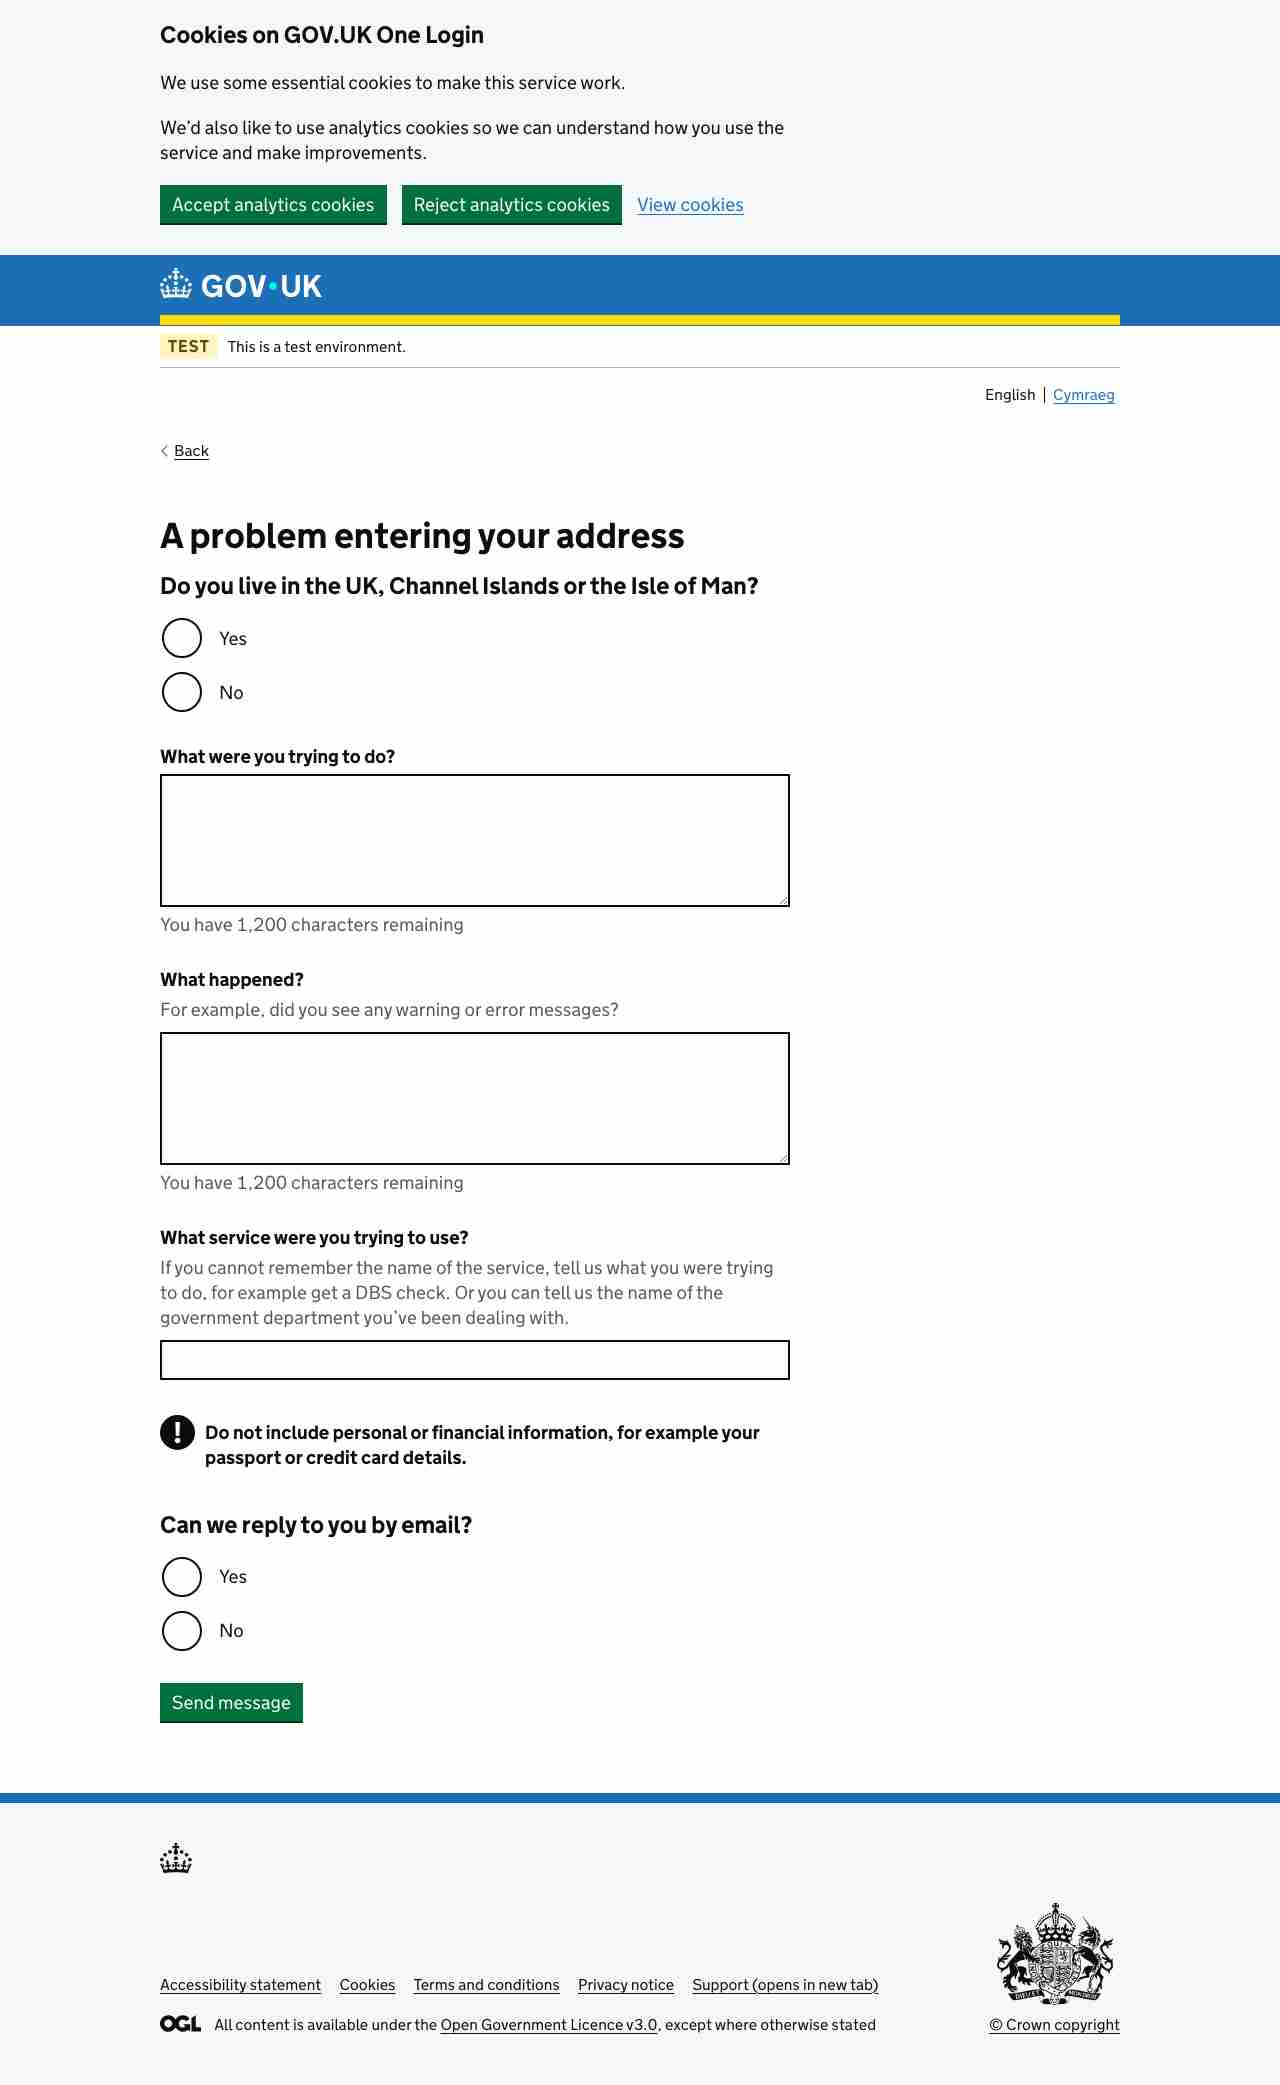 Cookies on GOV.UK One Login
We use some essential cookies to make this service work.
We’d also like to use analytics cookies so we can understand how you use the
service and make improvements.
Accept analytics cookies Reject analytics cookies View cookies
GOV·UK
TEST This is a test environment.
English Cymraeg
Back
A problem entering your address
Do you live in the UK, Channel Islands or the Isle of Man?
Yes
No
What were you trying to do?
You have 1,200 characters remaining
What happened?
For example, did you see any warning or error messages?
You have 1,200 characters remaining
What service were you trying to use?
If you cannot remember the name of the service, tell us what you were trying
to do, for example get a DBS check. Or you can tell us the name of the
government department you’ve been dealing with.
! Do not include personal or financial information, for example your
passport or credit card details.
Can we reply to you by email?
Yes
No
Send message
Accessibility statement Cookies Terms and conditions Privacy notice Support (opens in new tab)
OGL All content is available under the Open Government Licence v3.0, except where otherwise stated
© Crown copyright